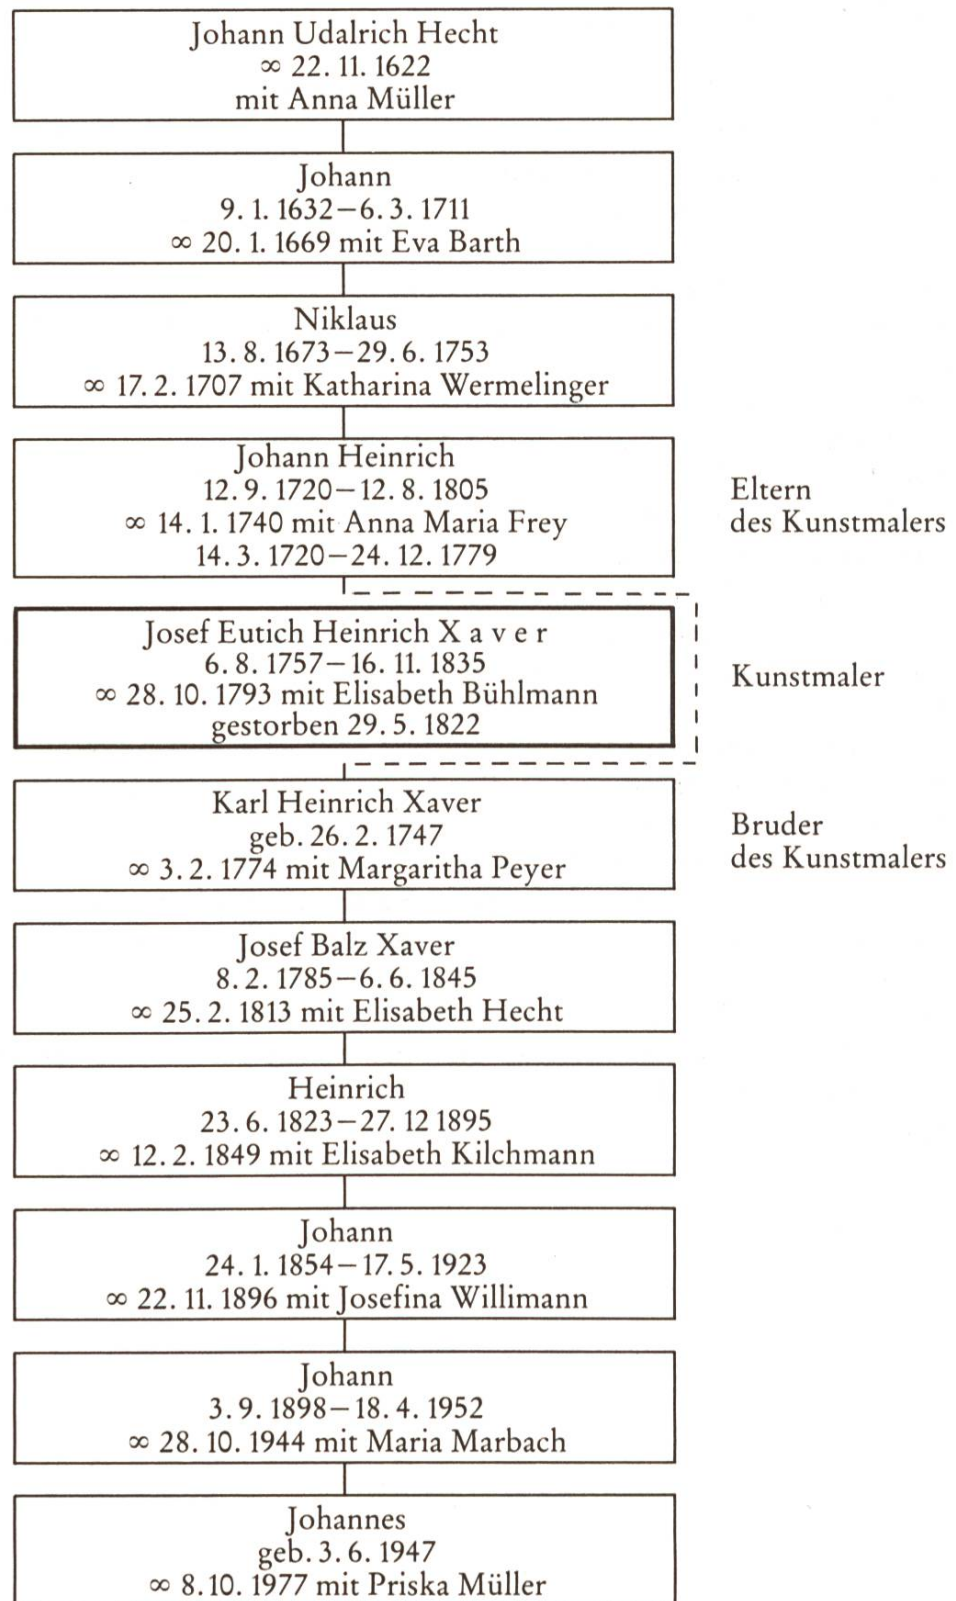 Johann Udalrich Hecht
∞ 22. 11. 1622
mit Anna Müller
Johann
9. 1. 1632–6. 3. 1711
∞ 20. 1. 1669 mit Eva Barth
Niklaus
13. 8. 1673–29. 6. 1753
∞ 17. 2. 1707 mit Katharina Wermelinger
Johann Heinrich
12. 9. 1720–12. 8. 1805
∞ 14. 1. 1740 mit Anna Maria Frey
14. 3. 1720–24. 12. 1779
Eltern
des Kunstmalers
Josef Eutich Heinrich X a v e r
6. 8. 1757–16. 11. 1835
∞ 28. 10. 1793 mit Elisabeth Bühlmann
gestorben 29. 5. 1822
Kunstmaler
Karl Heinrich Xaver
geb. 26. 2. 1747
∞ 3. 2. 1774 mit Margaritha Peyer
Bruder
des Kunstmalers
Josef Balz Xaver
8. 2. 1785–6. 6. 1845
∞ 25. 2. 1813 mit Elisabeth Hecht
Heinrich
23. 6. 1823–27. 12 1895
∞ 12. 2. 1849 mit Elisabeth Kilchmann
Johann
24. 1. 1854–17. 5. 1923
∞ 22. 11. 1896 mit Josefina Willimann
Johann
3. 9. 1898–18. 4. 1952
∞ 28. 10. 1944 mit Maria Marbach
Johannes
geb. 3. 6. 1947
∞ 8. 10. 1977 mit Priska Müller